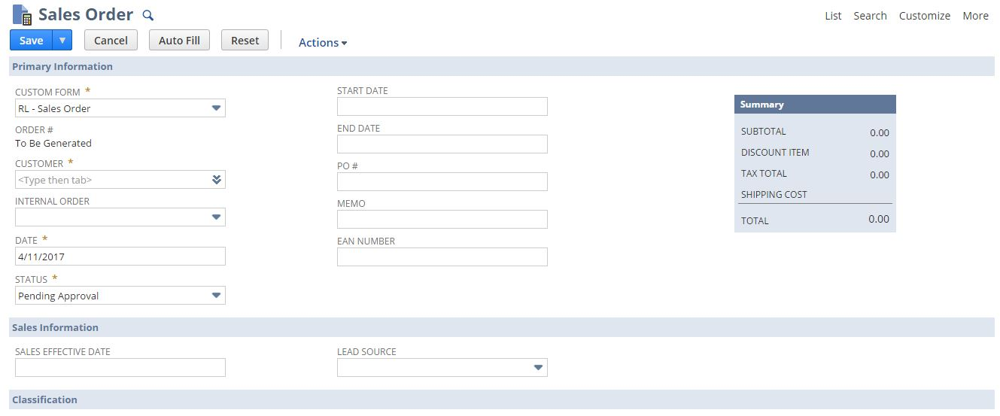 Sales Order
List Search Customize More
Save Cancel Auto Fill Reset Actions
Primary Information
CUSTOM FORM *
RL - Sales Order
ORDER #
To Be Generated
CUSTOMER *
<Type then tab>
INTERNAL ORDER
DATE *
4/11/2017
STATUS *
Pending Approval
START DATE
END DATE
PO #
MEMO
EAN NUMBER
Summary
SUBTOTAL 0.00
DISCOUNT ITEM 0.00
TAX TOTAL 0.00
SHIPPING COST
TOTAL 0.00
Sales Information
SALES EFFECTIVE DATE
LEAD SOURCE
Classification